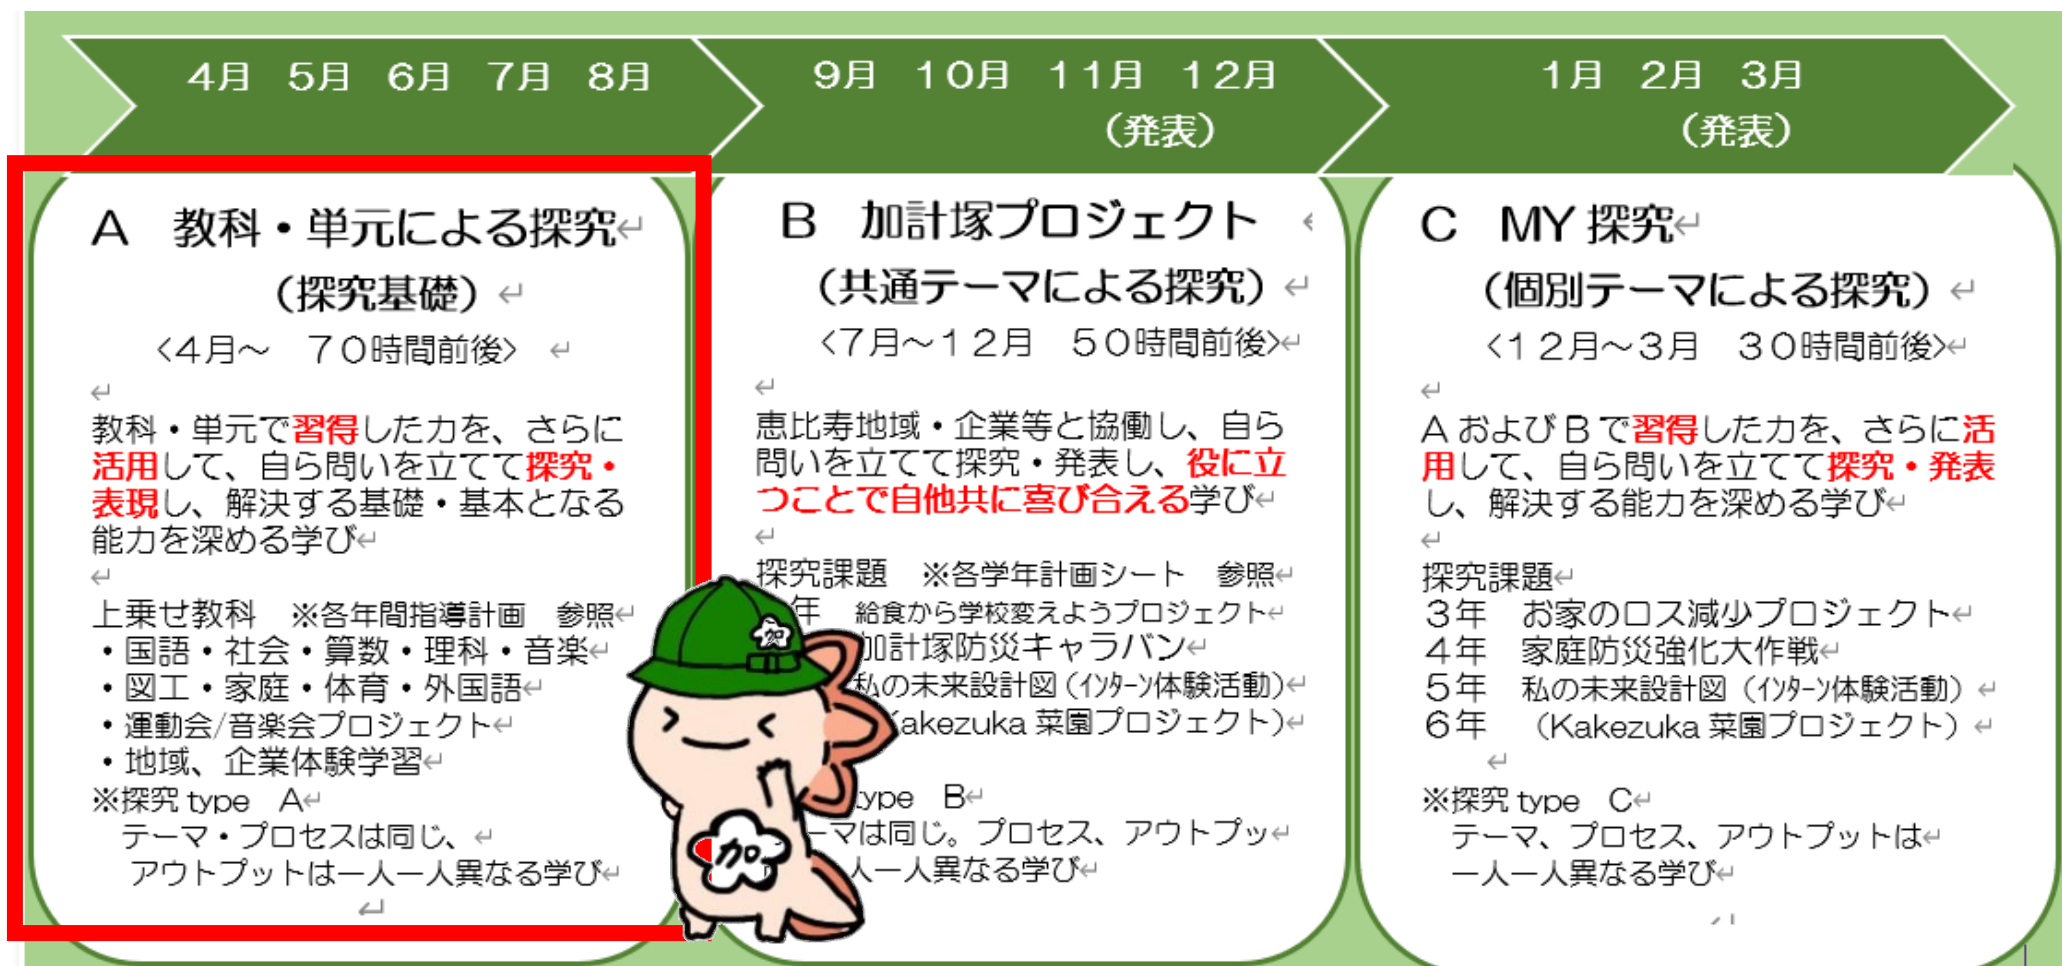 4月 5月 6月 7月 8月
9月 10月 11月 12月
（発表）
1月 2月 3月
（発表）
A 教科・単元による探究
（探究基礎）
<4月～ 70時間前後>
教科・単元で習得した力を、さらに
活用して、自ら問いを立てて探究・
表現し、解決する基礎・基本となる
能力を深める学び
上乗せ教科 ※各年間指導計画 参照
・国語・社会・算数・理科・音楽
・図工・家庭・体育・外国語
・運動会/音楽会プロジェクト
・地域、企業体験学習
※探究 type A
テーマ・プロセスは同じ、
アウトプットは一人一人異なる学び
B 加計塚プロジェクト
（共通テーマによる探究）
<7月～12月 50時間前後>
恵比寿地域・企業等と協働し、自ら
問いを立てて探究・発表し、役に立
つことで自他共に喜び合える学び
探究課題 ※各学年計画シート 参照
年 給食から学校変えようプロジェクト
加計塚防災キャラバン
私の未来設計図（ｲﾝﾀｰﾝ体験活動）
akezuka 菜園プロジェクト）
type B
ーマは同じ。プロセス、アウトプッ
人一人異なる学び
C MY 探究
（個別テーマによる探究）
<12月～3月 30時間前後>
A および B で習得した力を、さらに活
用して、自ら問いを立てて探究・発表
し、解決する能力を深める学び
探究課題
3年 お家のロス減少プロジェクト
4年 家庭防災強化大作戦
5年 私の未来設計図（ｲﾝﾀｰﾝ体験活動）
6年 （Kakezuka 菜園プロジェクト）
※探究 type C
テーマ、プロセス、アウトプットは
一人一人異なる学び
加
加